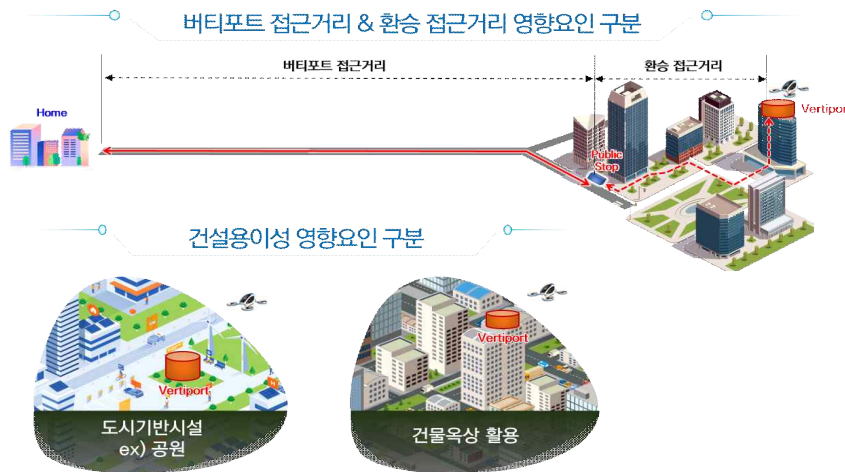 버티포트 접근거리 & 환승 접근거리 영향요인 구분
버티포트 접근거리
환승 접근거리
Home
Vertiport
Public
Stop
건설용이성 영향요인 구분
Vertiport
Vertiport
도시기반시설
ex) 공원
건물옥상 활용